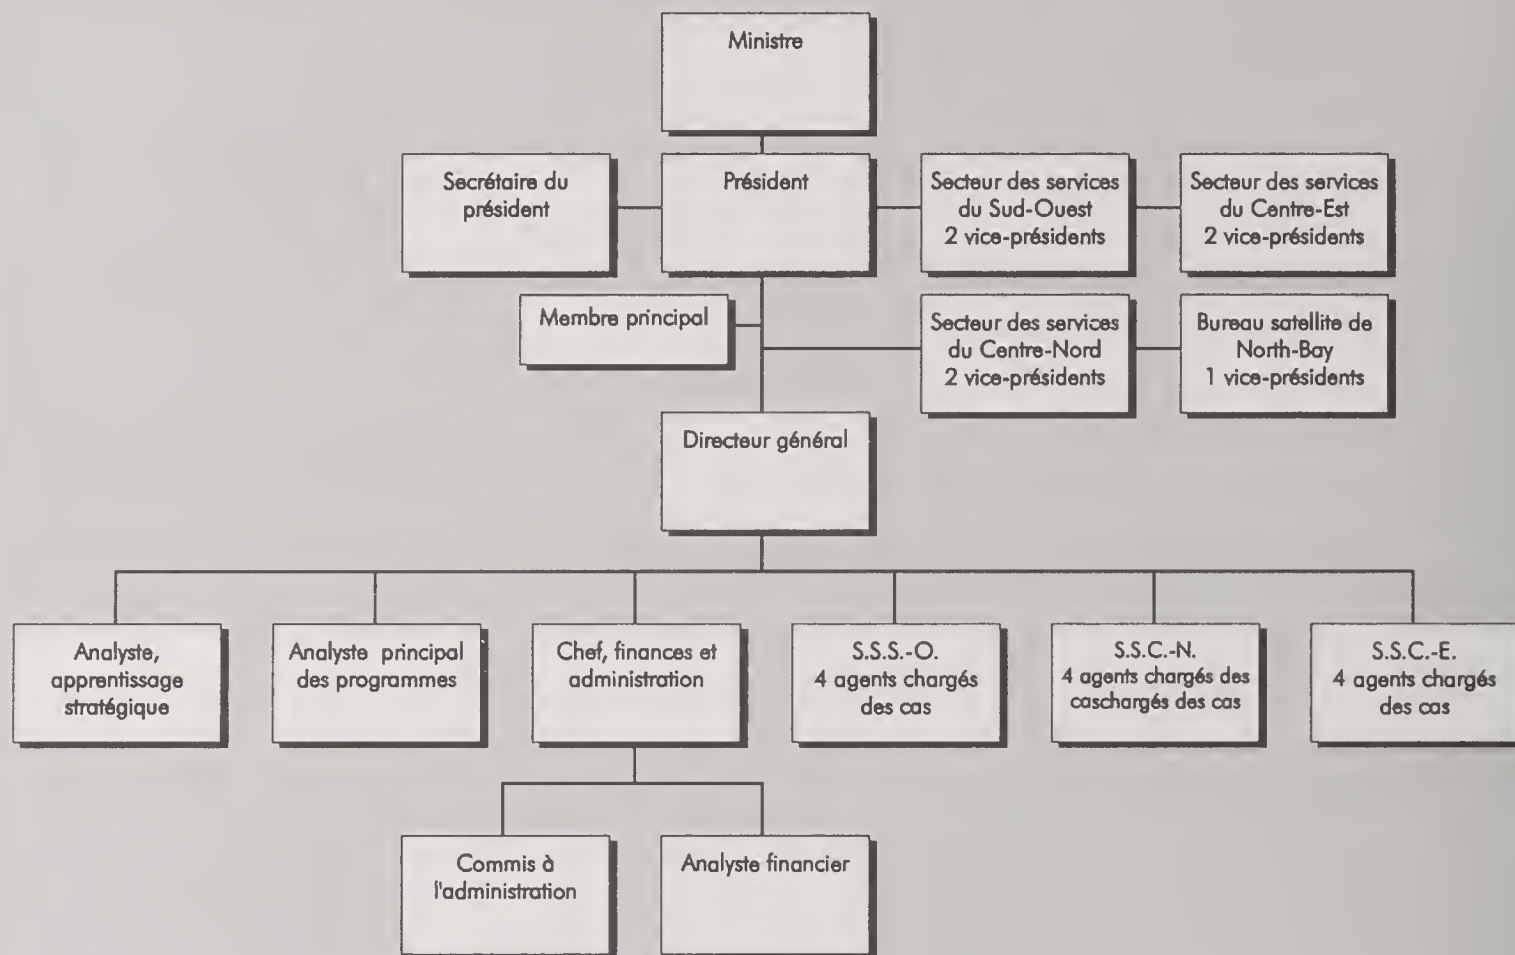 Ministre
Secrétaire du
président
Président
Secteur des services
du Sud-Ouest
2 vice-présidents
Secteur des services
du Centre-Est
2 vice-présidents
Membre principal
Secteur des services
du Centre-Nord
2 vice-présidents
Bureau satellite de
North-Bay
1 vice-présidents
Directeur général
Analyste,
apprentissage
stratégique
Analyste principal
des programmes
Chef, finances et
administration
S.S.S.-O.
4 agents chargés
des cas
S.S.C.-N.
4 agents chargés des
caschargés des cas
S.S.C.-E.
4 agents chargés
des cas
Commis à
l'administration
Analyste financier